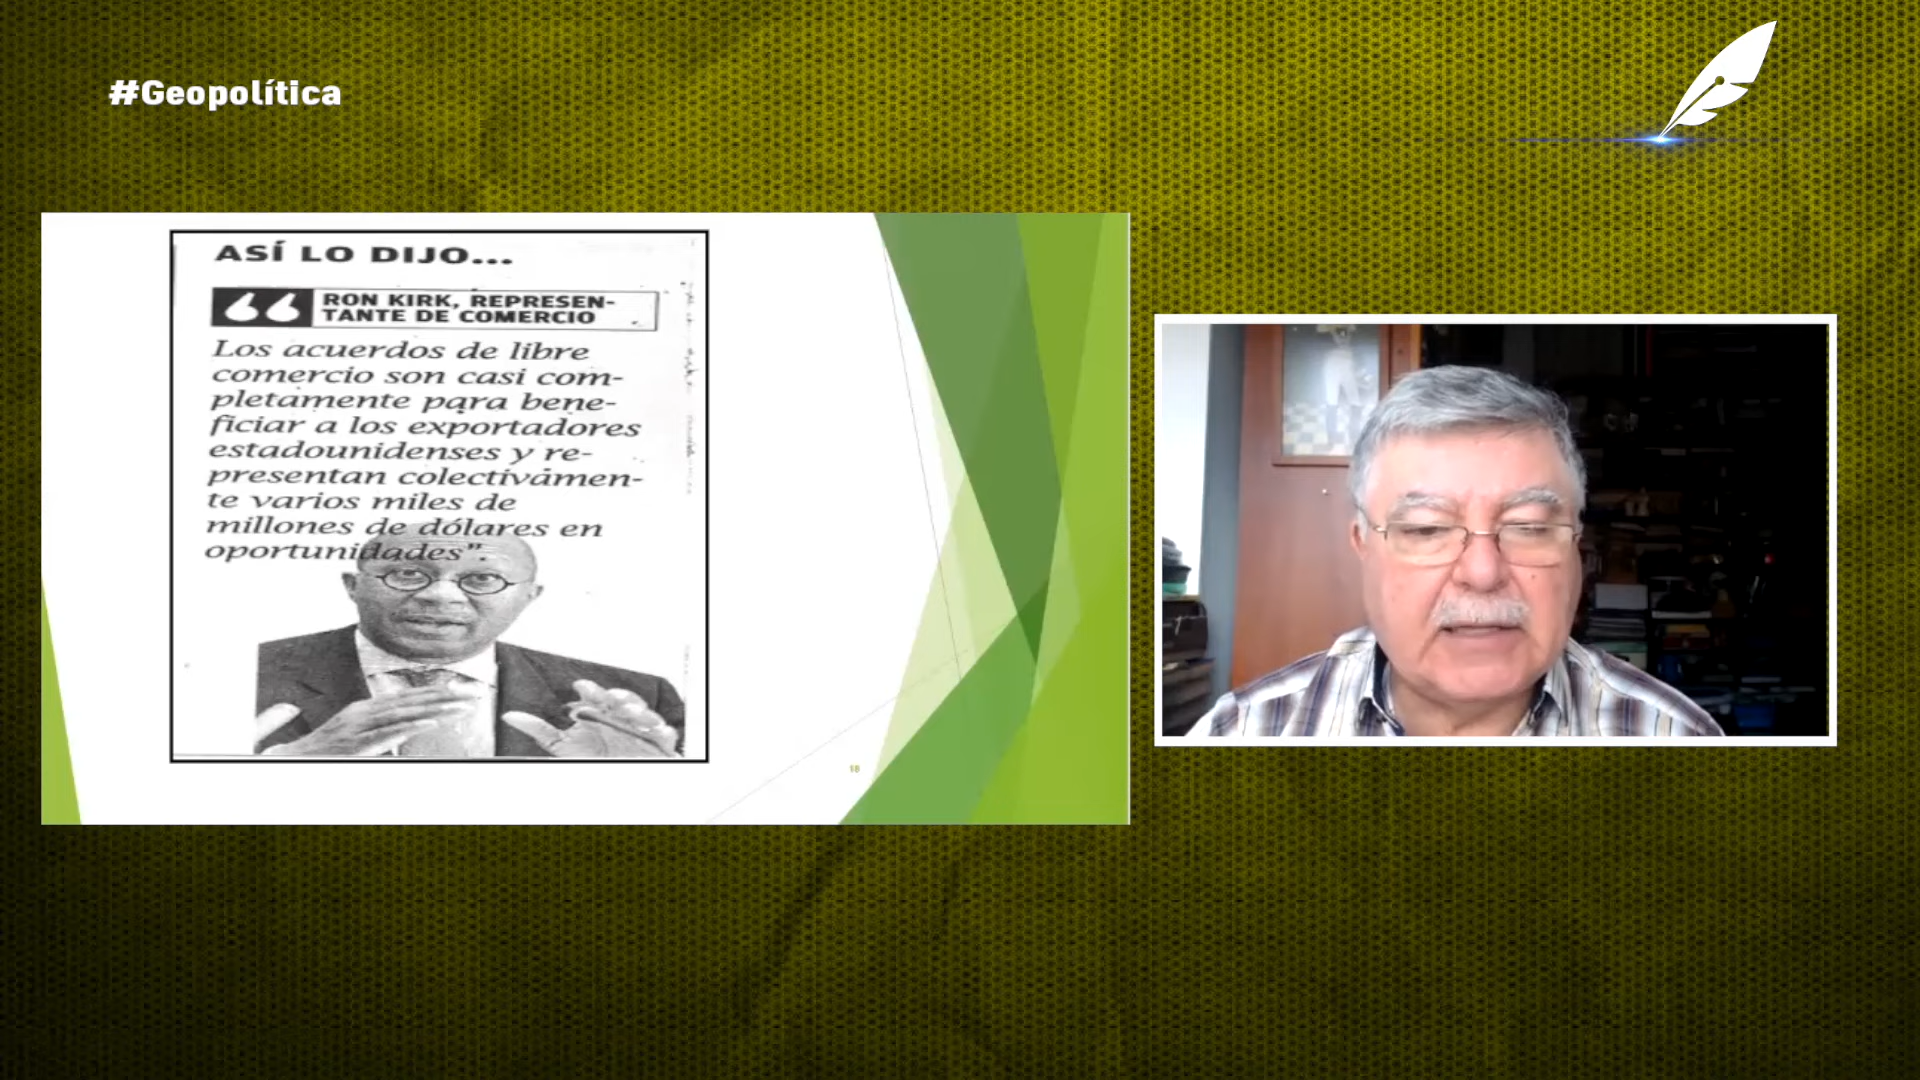 #Geopolítica
ASÍ LO DIJO...
RON KIRK, REPRESEN-
TANTE DE COMERCIO
Los acuerdos de libre
comercio son casi com-
pletamente para bene-
ficiar a los exportadores
estadounidenses y re-
presentan colectivamen-
te varios miles de
millones de dólares en
oportunidades”.
18